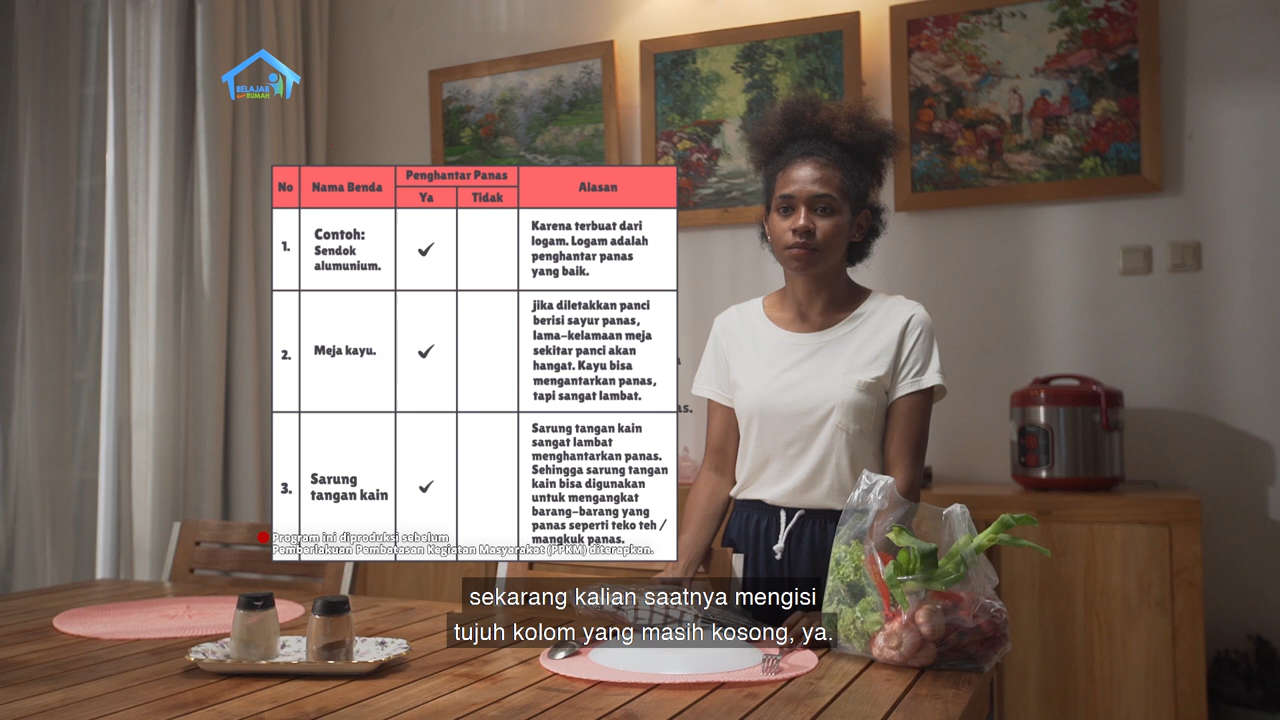 BELAJAR
dari RUMAH
No
Nama Benda
Penghantar Panas
Ya
Tidak
Alasan
1.
Contoh:
Sendok
alumunium.
✓
Karena terbuat dari
logam. Logam adalah
penghantar panas
yang baik.
2.
Meja kayu.
✓
jika diletakkan panci
berisi sayur panas,
lama-kelamaan meja
sekitar panci akan
hangat. Kayu bisa
mengantarkan panas,
tapi sangat lambat.
3.
Sarung
tangan kain
✓
Sarung tangan kain
sangat lambat
menghantarkan panas.
Sehingga sarung tangan
kain bisa digunakan
untuk mengangkat
barang-barang yang
panas seperti teko teh /
mangkuk panas.
Program ini diproduksi sebelum
Pemberlakuan Pembatasan Kegiatan Masyarakat (PPKM) diterapkan.
sekarang kalian saatnya mengisi
tujuh kolom yang masih kosong, ya.